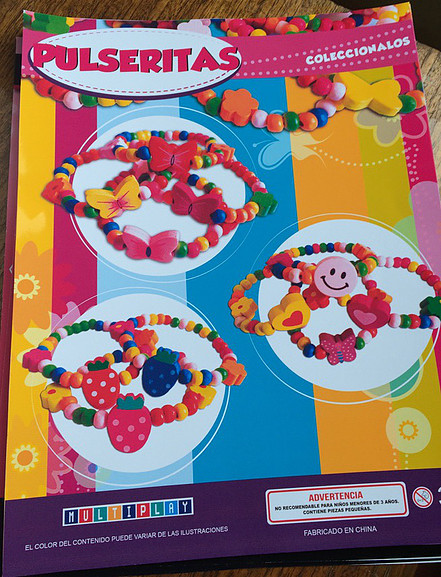 PULSERITAS
COLECCIONALOS
MULTIPLAY
EL COLOR DEL CONTENIDO PUEDE VARIAR DE LAS ILUSTRACIONES
ADVERTENCIA
NO RECOMENDABLE PARA NIÑOS MENORES DE 3 AÑOS.
CONTIENE PIEZAS PEQUEÑAS.
FABRICADO EN CHINA